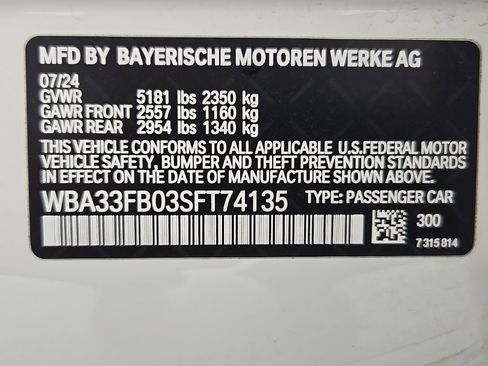 MFD BY BAYERISCHE MOTOREN WERKE AG
07/24
GVWR 5181 lbs 2350 kg
GAWR FRONT 2557 lbs 1160 kg
GAWR REAR 2954 lbs 1340 kg
THIS VEHICLE CONFORMS TO ALL APPLICABLE U.S.FEDERAL MOTOR
VEHICLE SAFETY, BUMPER AND THEFT PREVENTION STANDARDS
IN EFFECT ON THE DATE OF MANUFACTURE SHOWN ABOVE.
WBA33FB03SFT74135 TYPE: PASSENGER CAR
300
7 315 814